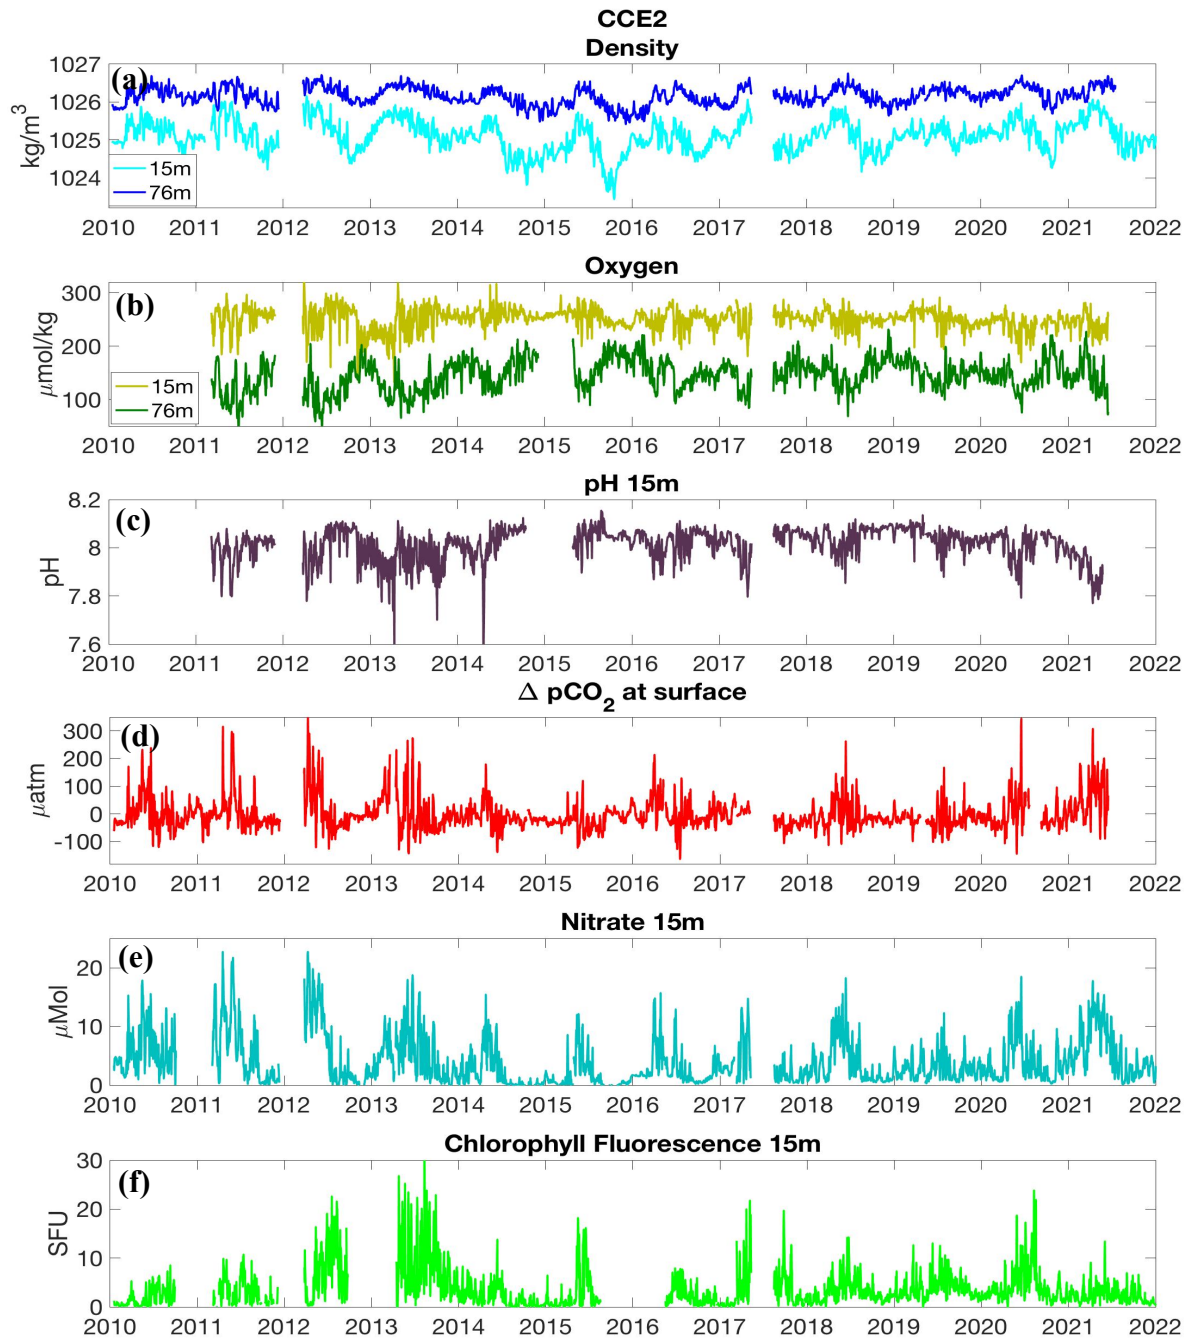 CCE2
Density
(a)
1027
1026
1025
1024
kg/m³
15m
76m
2010 2011 2012 2013 2014 2015 2016 2017 2018 2019 2020 2021 2022
Oxygen
(b)
300
200
100
μmol/kg
15m
76m
2010 2011 2012 2013 2014 2015 2016 2017 2018 2019 2020 2021 2022
pH 15m
(c)
8.2
8
7.8
7.6
pH
2010 2011 2012 2013 2014 2015 2016 2017 2018 2019 2020 2021 2022
Δ pCO₂ at surface
(d)
300
200
100
0
-100
μatm
2010 2011 2012 2013 2014 2015 2016 2017 2018 2019 2020 2021 2022
Nitrate 15m
(e)
20
10
0
μMol
2010 2011 2012 2013 2014 2015 2016 2017 2018 2019 2020 2021 2022
Chlorophyll Fluorescence 15m
(f)
30
20
10
0
SFU
2010 2011 2012 2013 2014 2015 2016 2017 2018 2019 2020 2021 2022